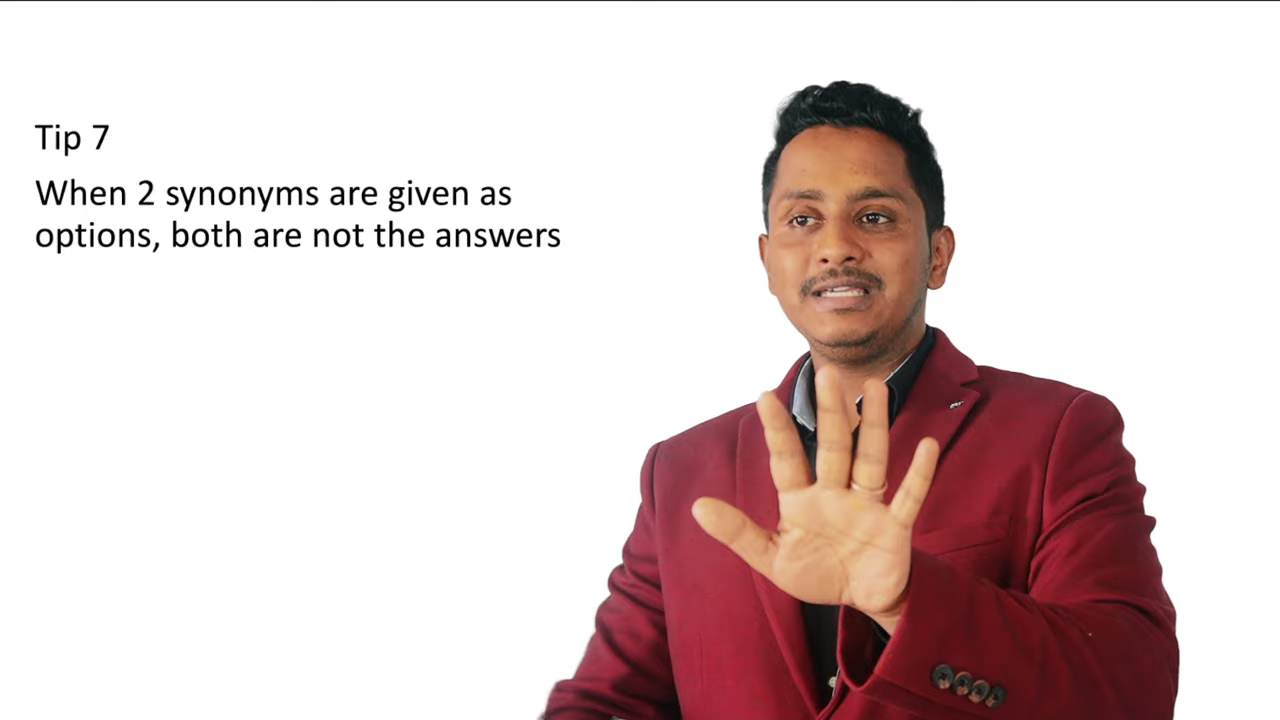 Tip 7
When 2 synonyms are given as
options, both are not the answers